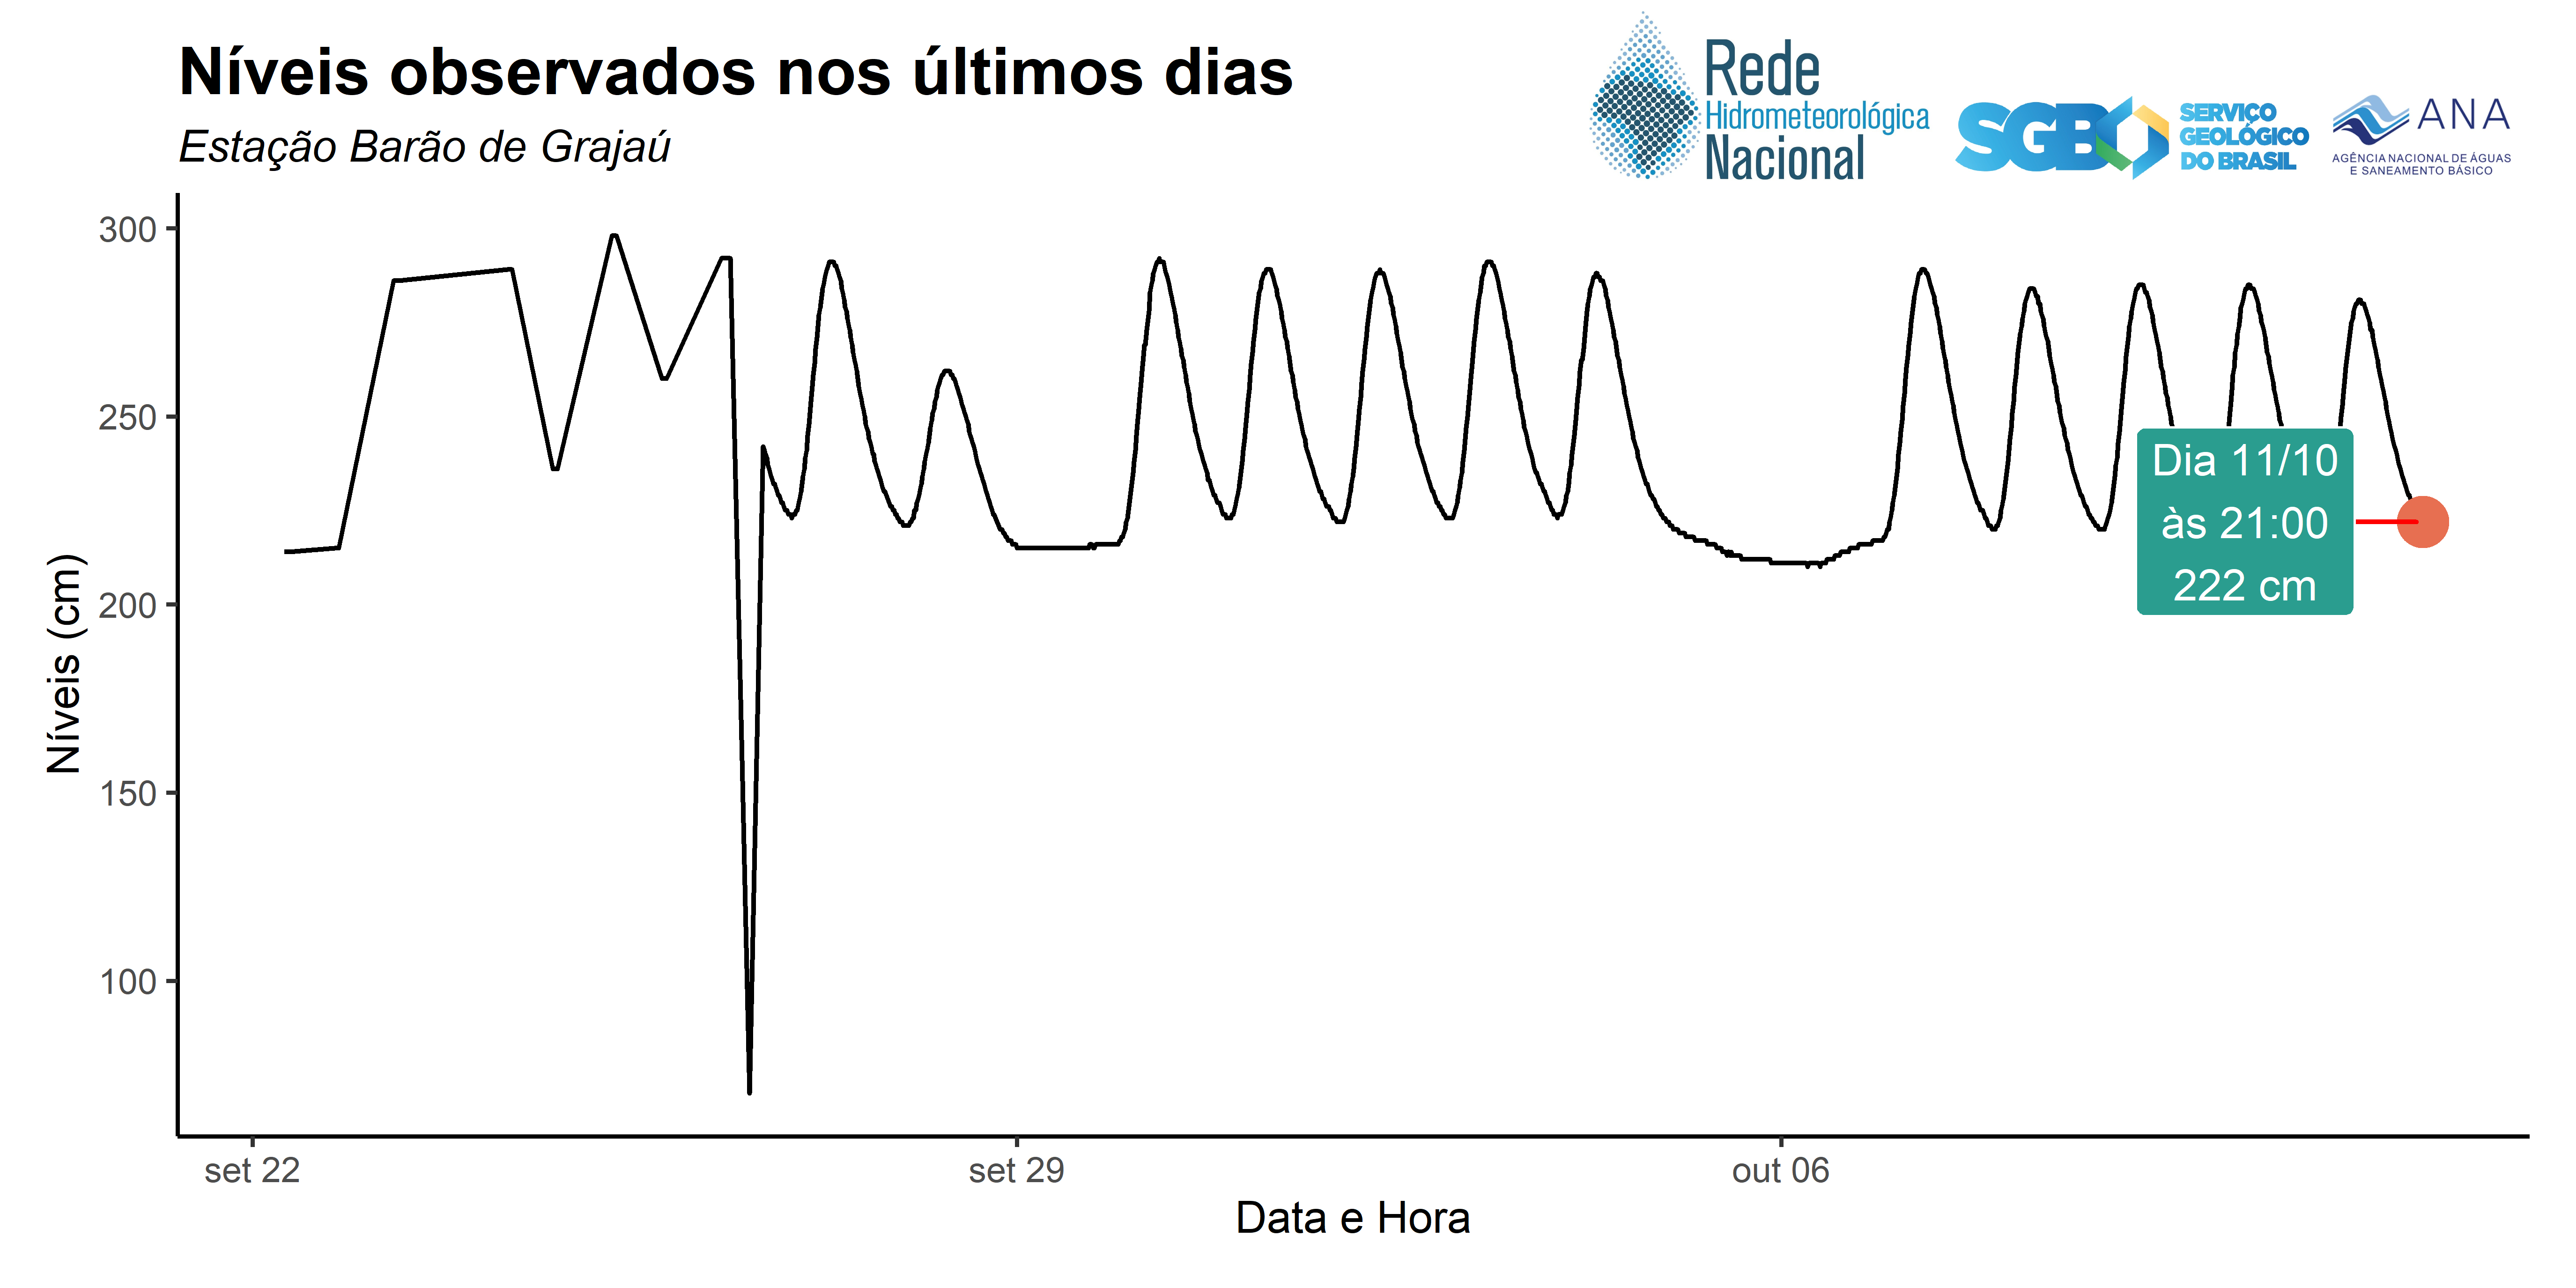 Níveis observados nos últimos dias
Estação Barão de Grajaú
Rede
Hidrometeorológica
Nacional
SGB
SERVIÇO
GEOLÓGICO
DO BRASIL
ANA
AGÊNCIA NACIONAL DE ÁGUAS
E SANEAMENTO BÁSICO
Níveis (cm)
300
250
200
150
100
Dia 11/10
às 21:00
222 cm
set 22
set 29
out 06
Data e Hora